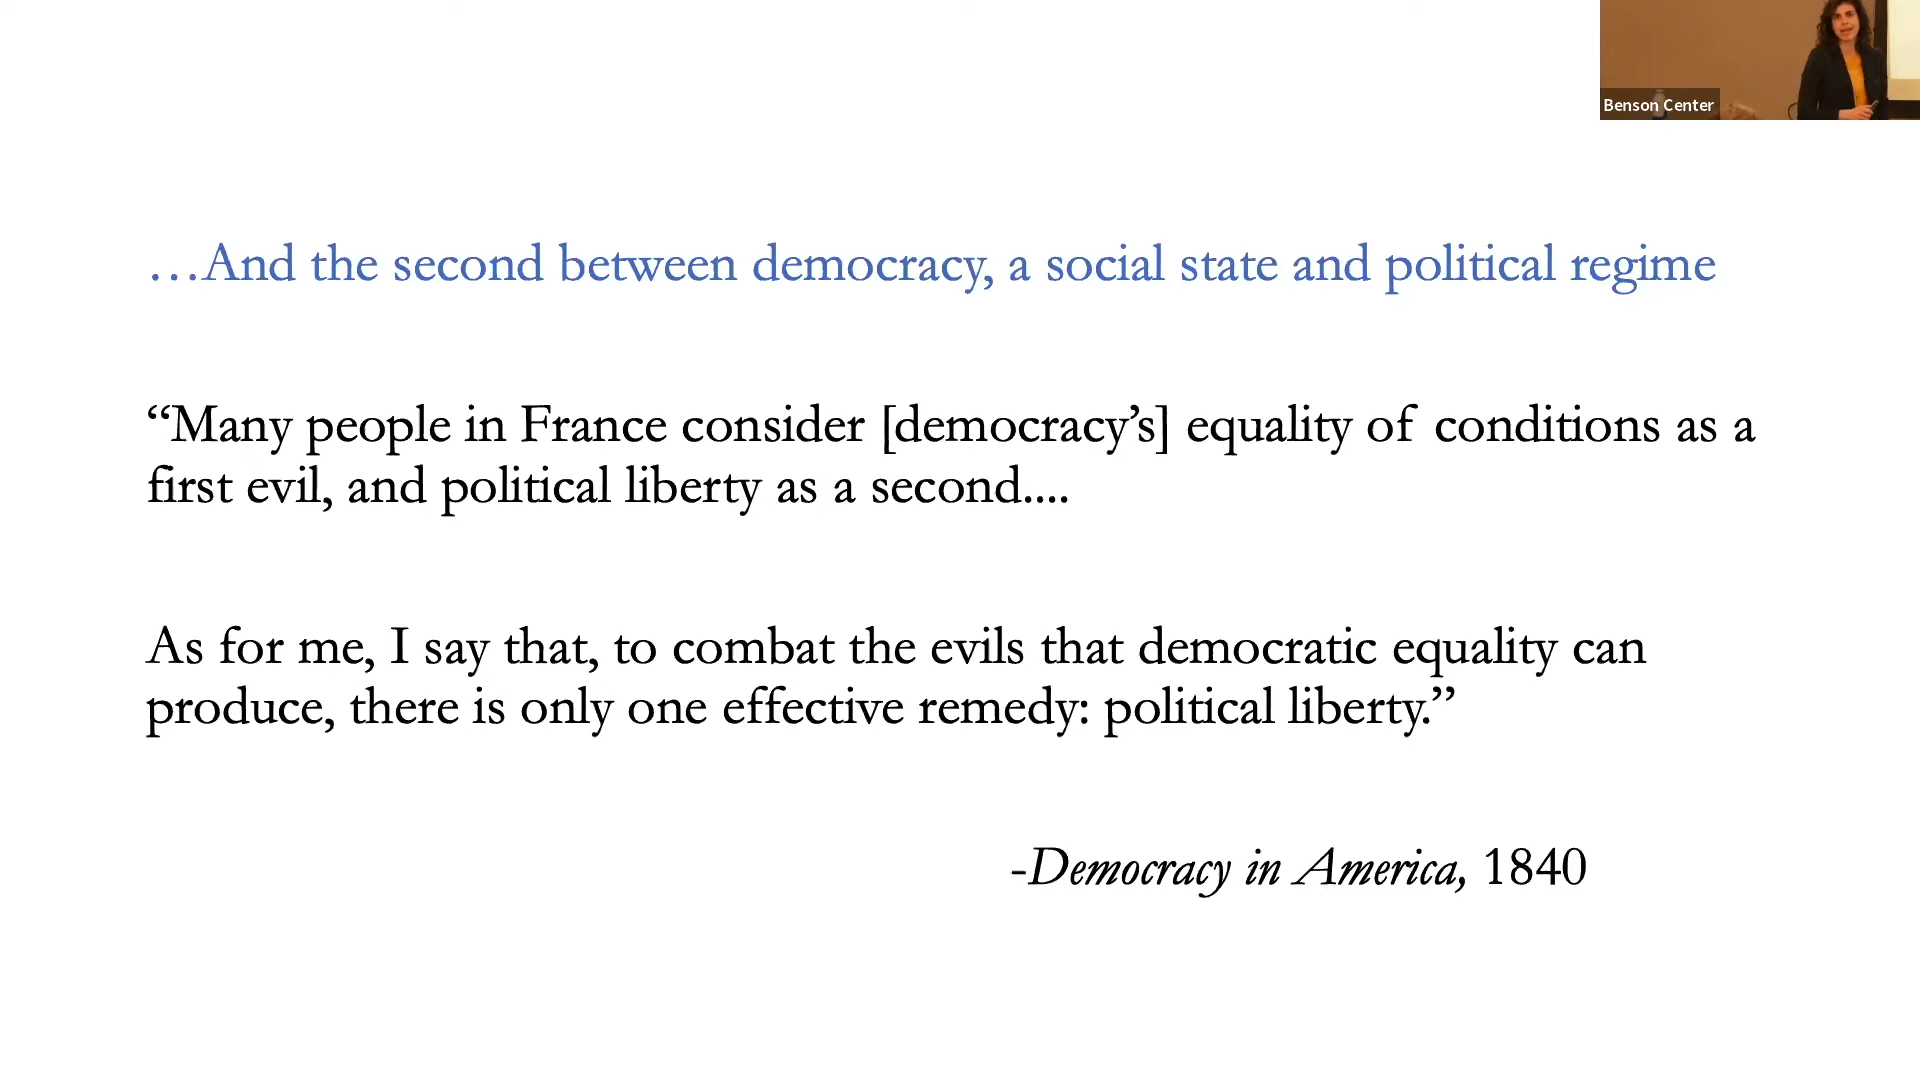 Benson Center
…And the second between democracy, a social state and political regime
“Many people in France consider [democracy’s] equality of conditions as a
first evil, and political liberty as a second....
As for me, I say that, to combat the evils that democratic equality can
produce, there is only one effective remedy: political liberty.”
-Democracy in America, 1840